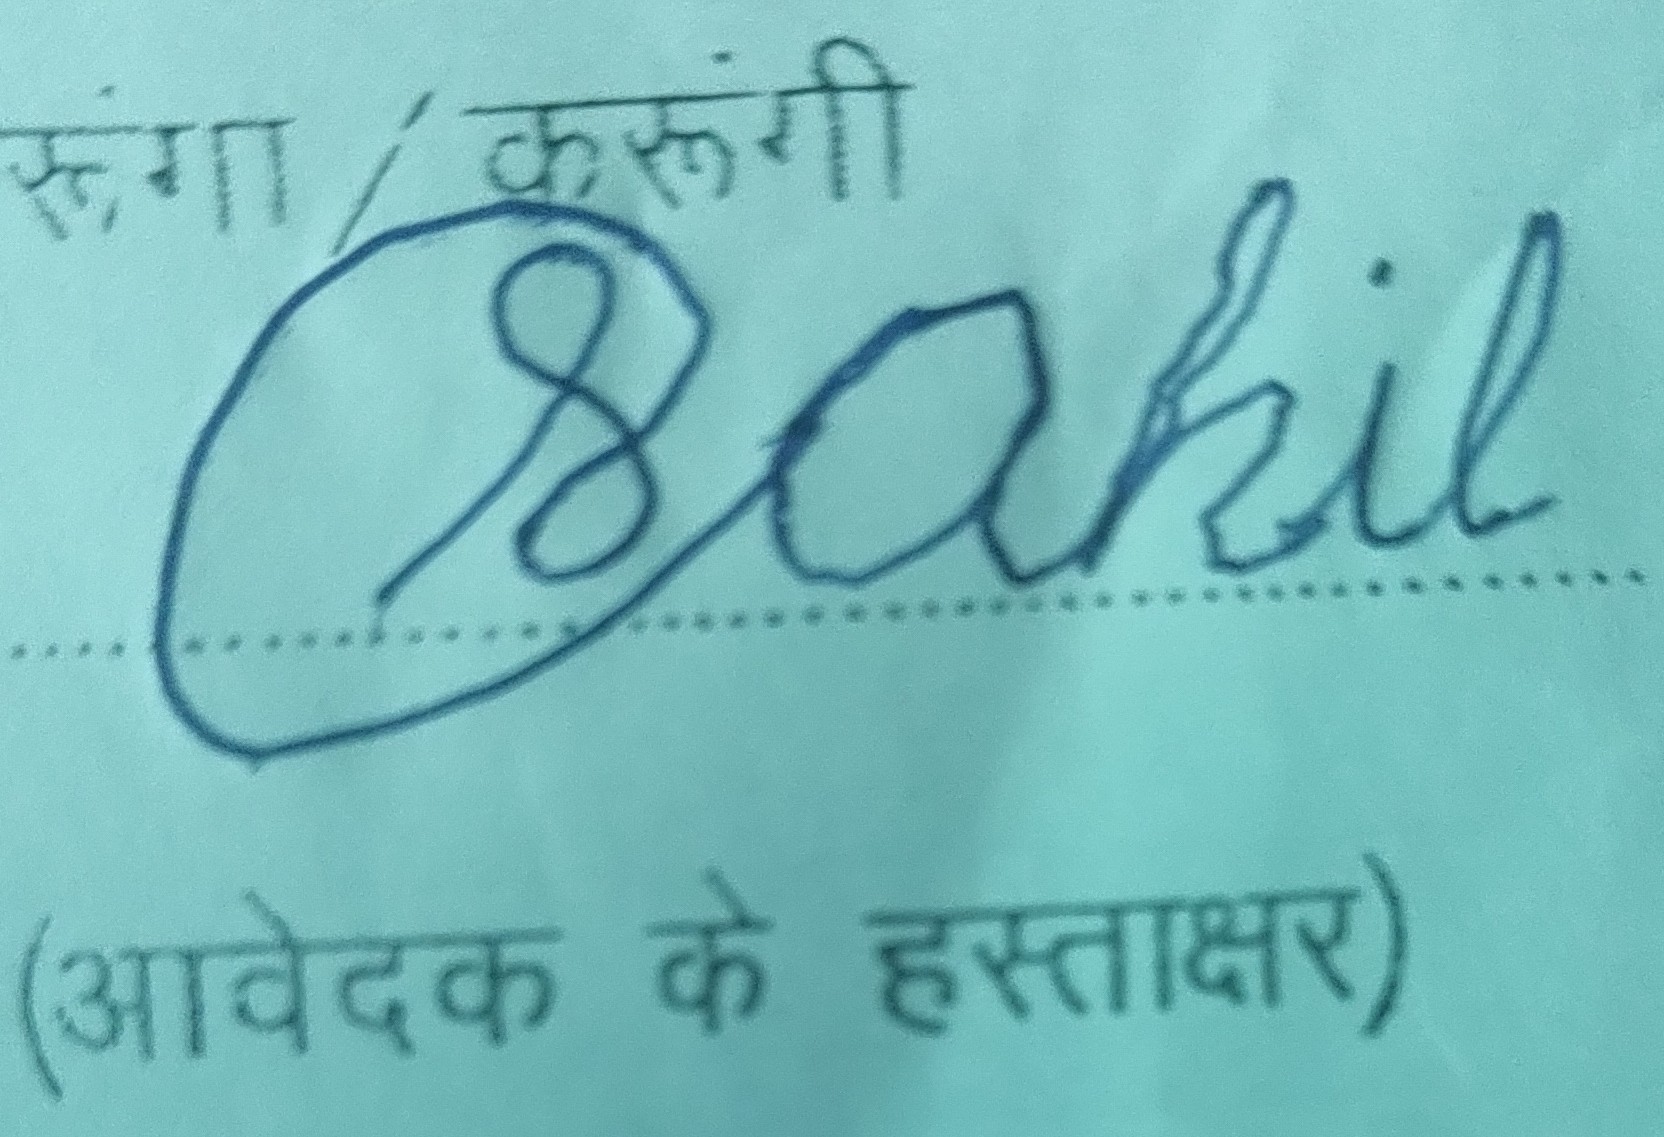 रूंगा / करूंगी
Sahil
(आवेदक के हस्ताक्षर)